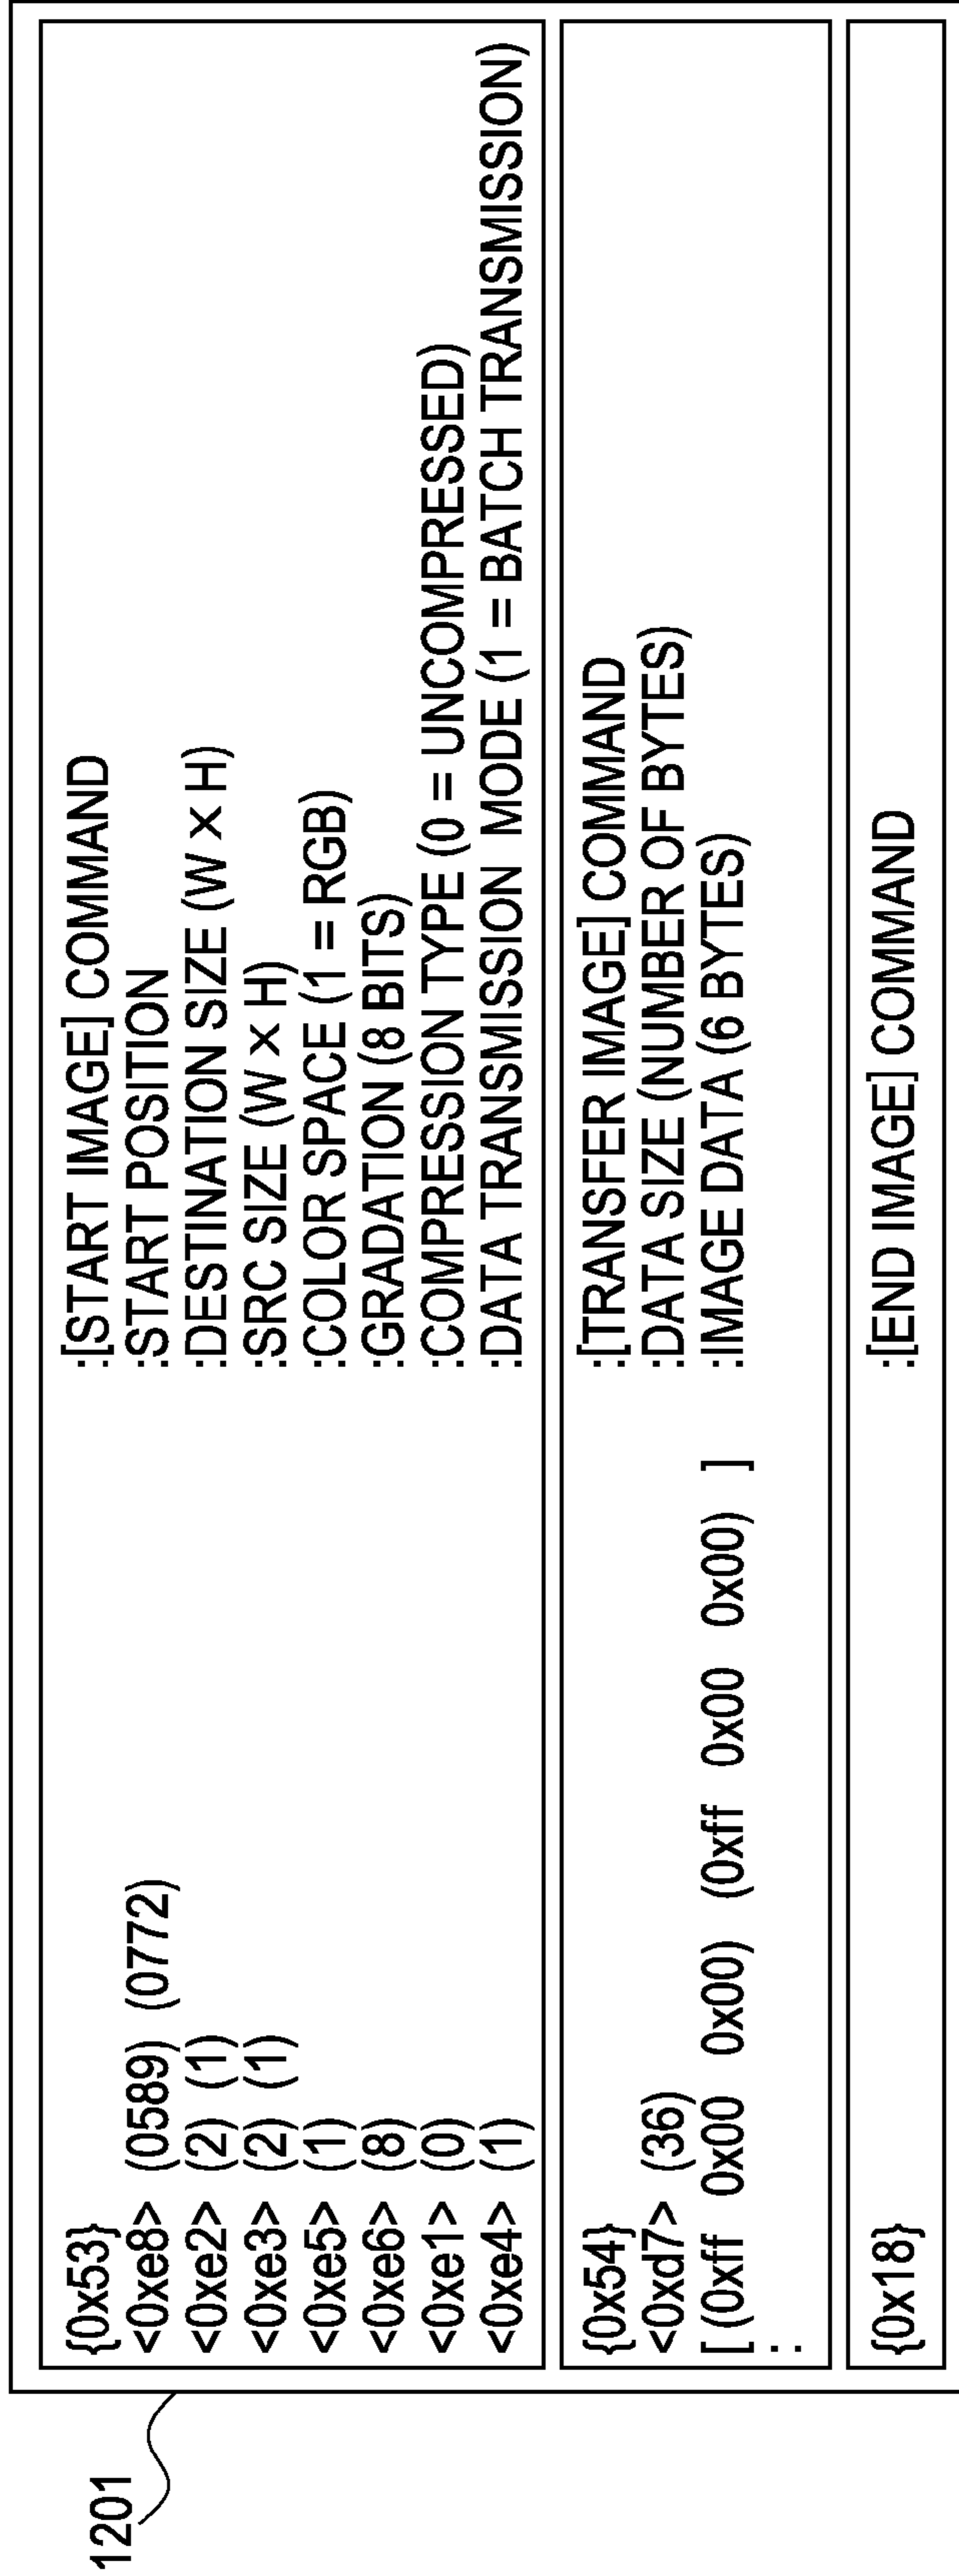 1201
{0x53} :[START IMAGE] COMMAND
<0xe8> (0589) (0772) :START POSITION
<0xe2> (2) (1) :DESTINATION SIZE (W × H)
<0xe3> (2) (1) :SRC SIZE (W × H)
<0xe5> (1) :COLOR SPACE (1 = RGB)
<0xe6> (8) :GRADATION (8 BITS)
<0xe1> (0) :COMPRESSION TYPE (0 = UNCOMPRESSED)
<0xe4> (1) :DATA TRANSMISSION MODE (1 = BATCH TRANSMISSION)
{0x54} :[TRANSFER IMAGE] COMMAND
<0xd7> (36) :DATA SIZE (NUMBER OF BYTES)
[ (0xff 0x00 0x00) (0xff 0x00 0x00) ] :IMAGE DATA (6 BYTES)
:
{0x18} :[END IMAGE] COMMAND